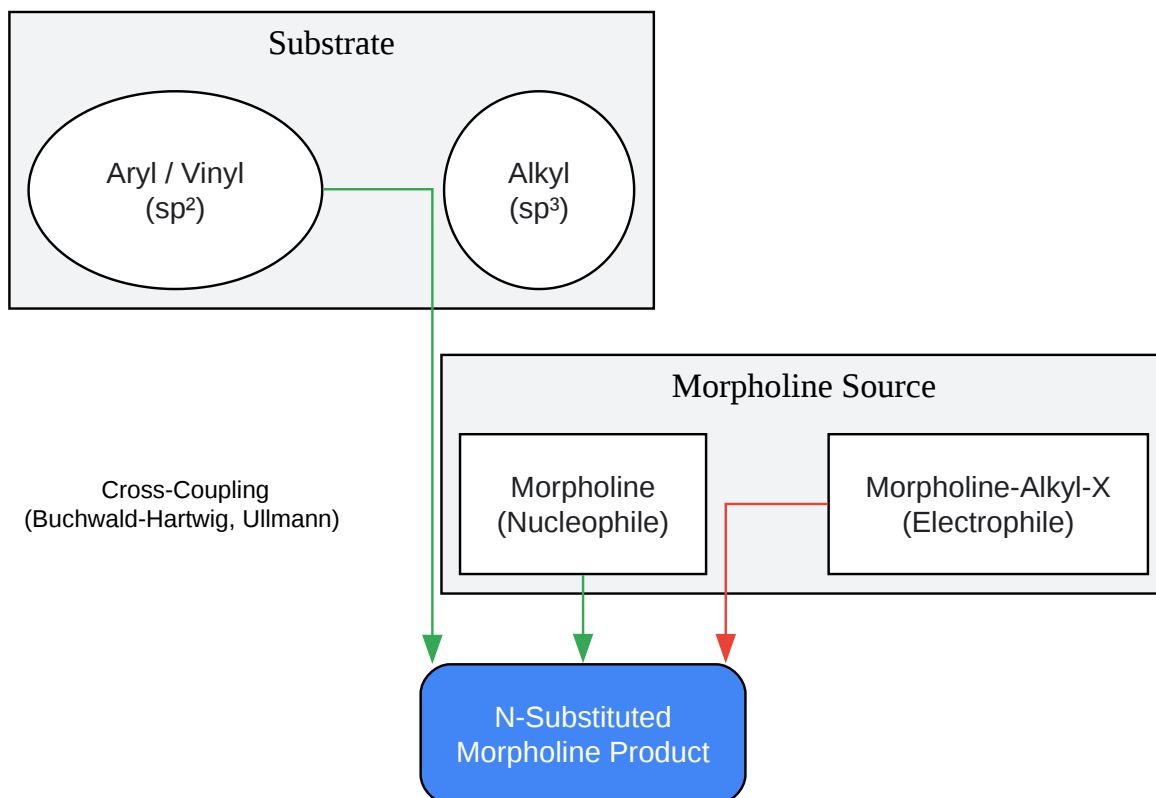 Substrate
Aryl / Vinyl
(sp²)
Alkyl
(sp³)
Morpholine Source
Morpholine
(Nucleophile)
Morpholine-Alkyl-X
(Electrophile)
Cross-Coupling
(Buchwald-Hartwig, Ullmann)
N-Substituted
Morpholine Product